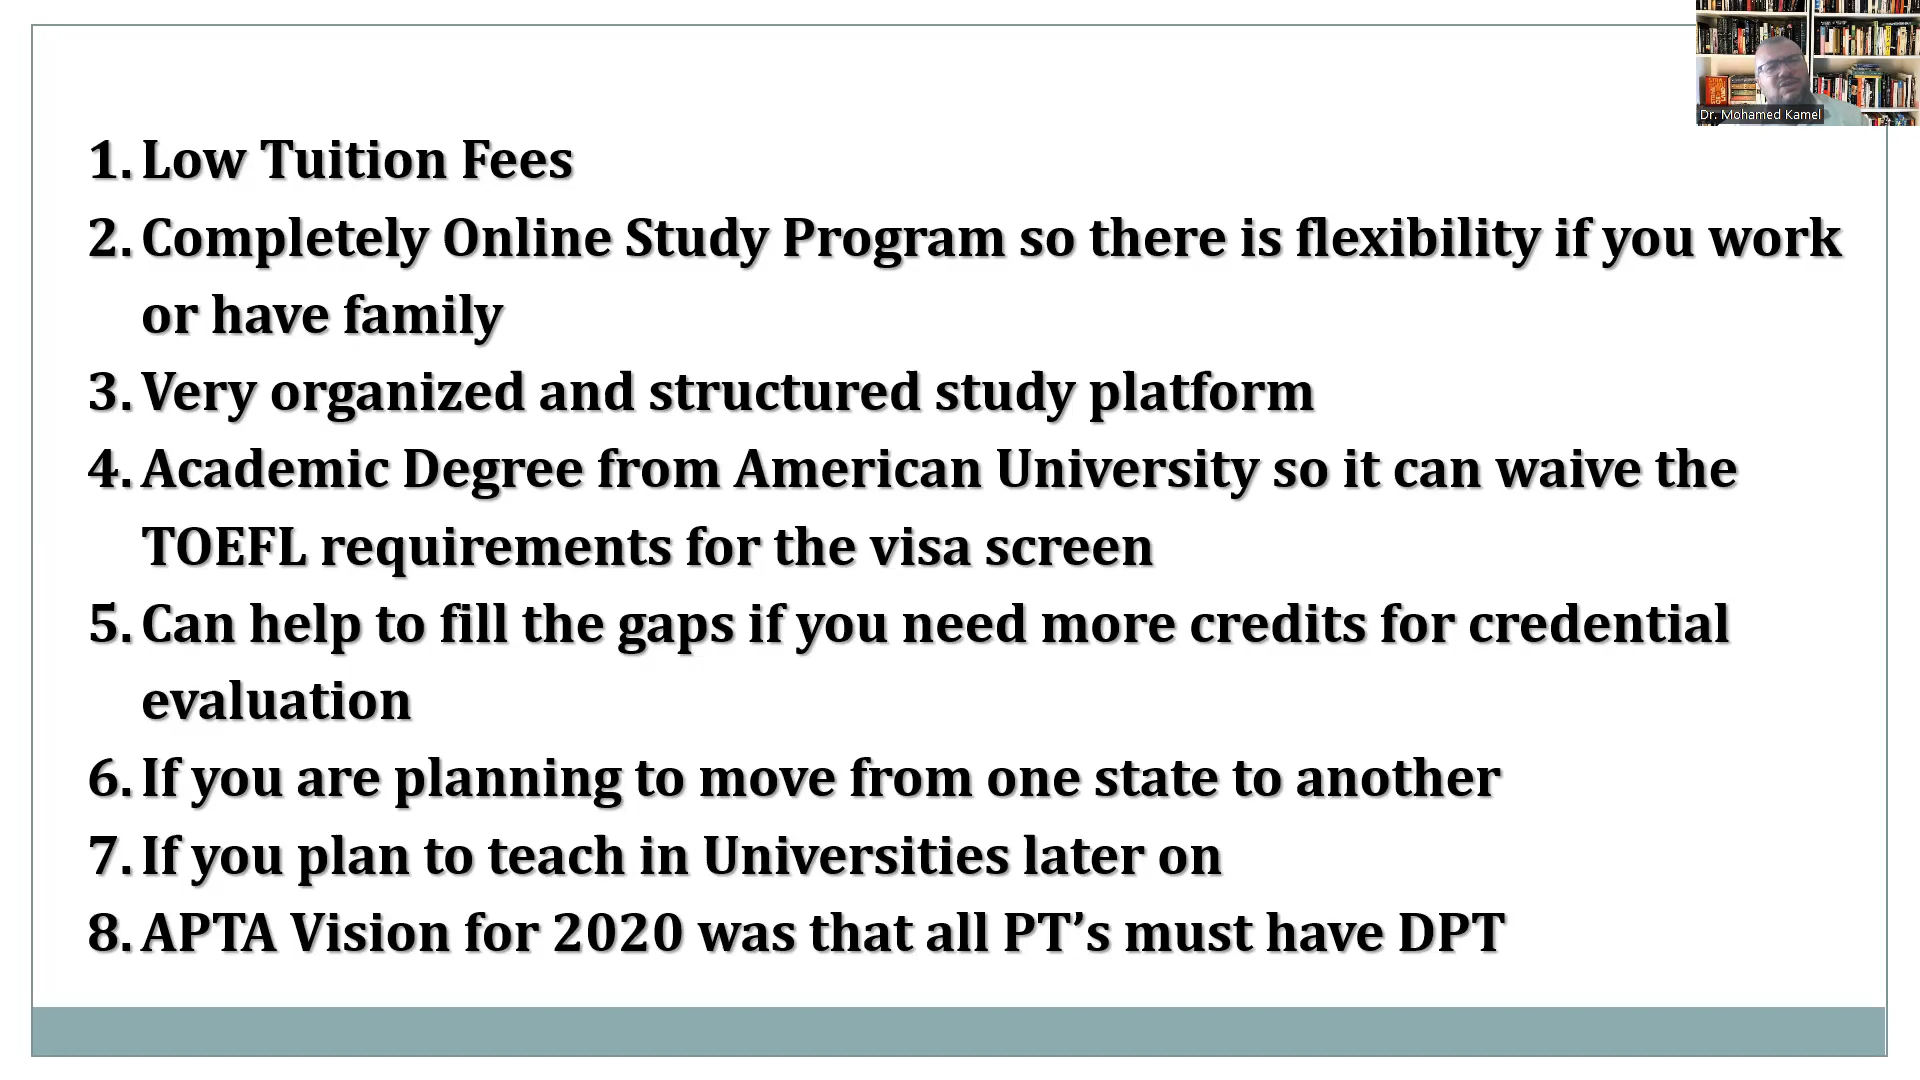 1. Low Tuition Fees
2. Completely Online Study Program so there is flexibility if you work
or have family
3. Very organized and structured study platform
4. Academic Degree from American University so it can waive the
TOEFL requirements for the visa screen
5. Can help to fill the gaps if you need more credits for credential
evaluation
6. If you are planning to move from one state to another
7. If you plan to teach in Universities later on
8. APTA Vision for 2020 was that all PT’s must have DPT
Dr. Mohamed Kamel